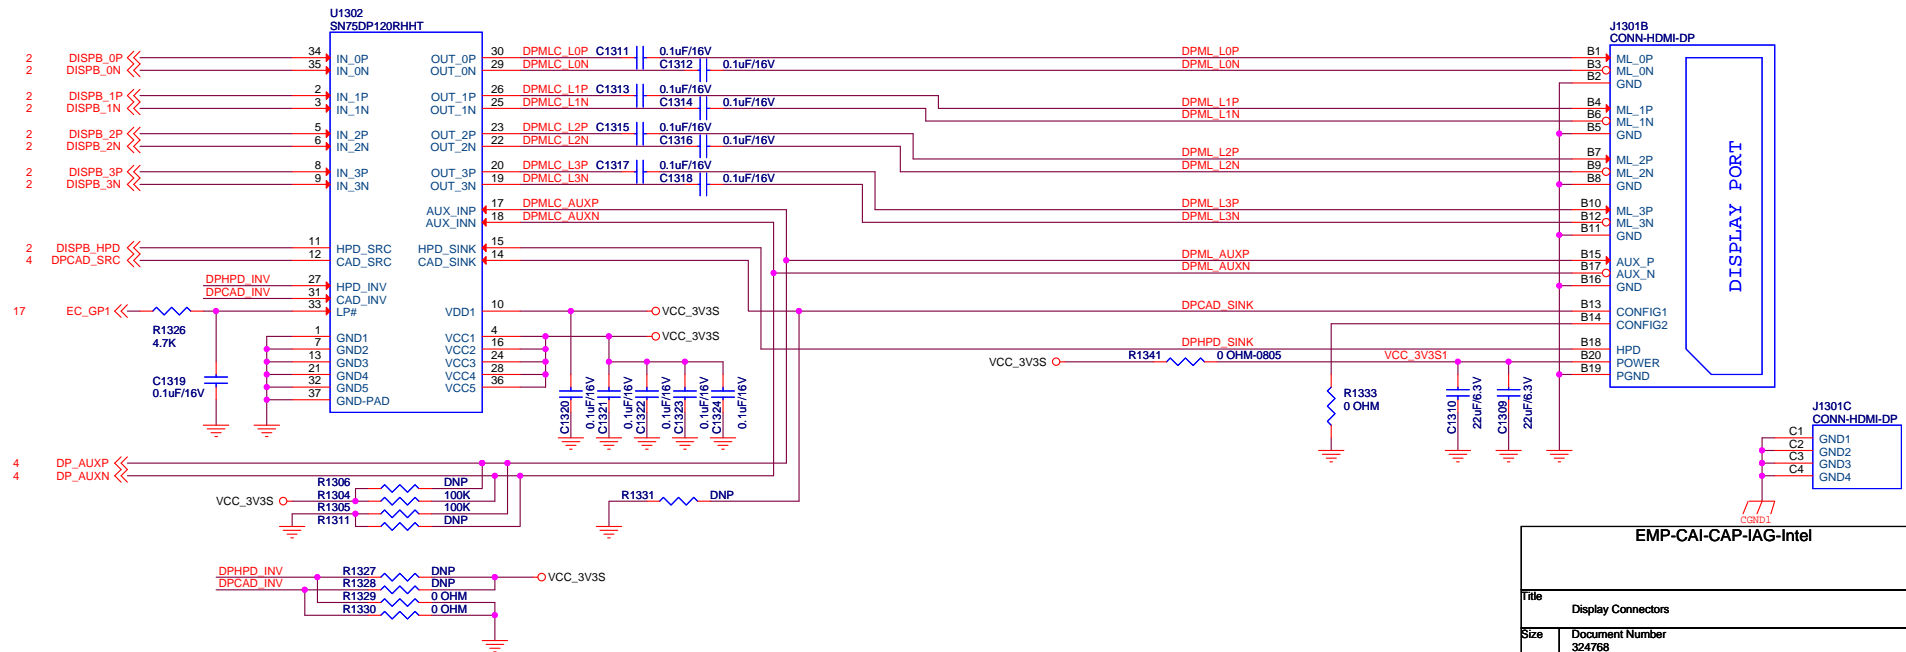 U1302
SN75DP120RHHT
J1301B
CONN-HDMI-DP
2 DISPB_0P 34 IN_0P OUT_0P 30 DPMLC_L0P C1311 0.1uF/16V DPML_L0P B1 ML_0P
2 DISPB_0N 35 IN_0N OUT_0N 29 DPMLC_L0N C1312 0.1uF/16V DPML_L0N B3 ML_0N
B2 GND
2 DISPB_1P 2 IN_1P OUT_1P 26 DPMLC_L1P C1313 0.1uF/16V DPML_L1P B4 ML_1P
2 DISPB_1N 3 IN_1N OUT_1N 25 DPMLC_L1N C1314 0.1uF/16V DPML_L1N B6 ML_1N
B5 GND
2 DISPB_2P 5 IN_2P OUT_2P 23 DPMLC_L2P C1315 0.1uF/16V DPML_L2P B7 ML_2P
2 DISPB_2N 6 IN_2N OUT_2N 22 DPMLC_L2N C1316 0.1uF/16V DPML_L2N B9 ML_2N
B8 GND
2 DISPB_3P 8 IN_3P OUT_3P 20 DPMLC_L3P C1317 0.1uF/16V DPML_L3P B10 ML_3P
2 DISPB_3N 9 IN_3N OUT_3N 19 DPMLC_L3N C1318 0.1uF/16V DPML_L3N B12 ML_3N
B11 GND
DISPLAY PORT
AUX_INP 17 DPMLC_AUXP
AUX_INN 18 DPMLC_AUXN
2 DISPB_HPD 11 HPD_SRC HPD_SINK 15
4 DPCAD_SRC 12 CAD_SRC CAD_SINK 14
DPML_AUXP B15 AUX_P
DPML_AUXN B17 AUX_N
B16 GND
DPHPD_INV 27 HPD_INV
DPCAD_INV 31 CAD_INV
17 EC_GP1 33 LP# VDD1 10 VCC_3V3S
DPCAD_SINK B13 CONFIG1
B14 CONFIG2
R1326
4.7K
1 GND1 VCC1 4 VCC_3V3S
7 GND2 VCC2 16
13 GND3 VCC3 24
21 GND4 VCC4 28
32 GND5 VCC5 36
37 GND-PAD
DPHPD_SINK B18 HPD
VCC_3V3S R1341 0 OHM-0805 VCC_3V3S1 B20 POWER
B19 PGND
C1319
0.1uF/16V
C1320 0.1uF/16V
C1321 0.1uF/16V
C1322 0.1uF/16V
C1323 0.1uF/16V
C1324 0.1uF/16V
R1333
0 OHM
C1310 22uF/6.3V
C1309 22uF/6.3V
J1301C
CONN-HDMI-DP
C1 GND1
C2 GND2
C3 GND3
C4 GND4
CGND1
4 DP_AUXP
4 DP_AUXN
R1306 DNP
VCC_3V3S R1304 100K
R1305 100K
R1311 DNP
R1331 DNP
DPHPD_INV R1327 DNP VCC_3V3S
DPCAD_INV R1328 DNP
R1329 0 OHM
R1330 0 OHM
EMP-CAI-CAP-IAG-Intel
Title
Display Connectors
Size Document Number
324768